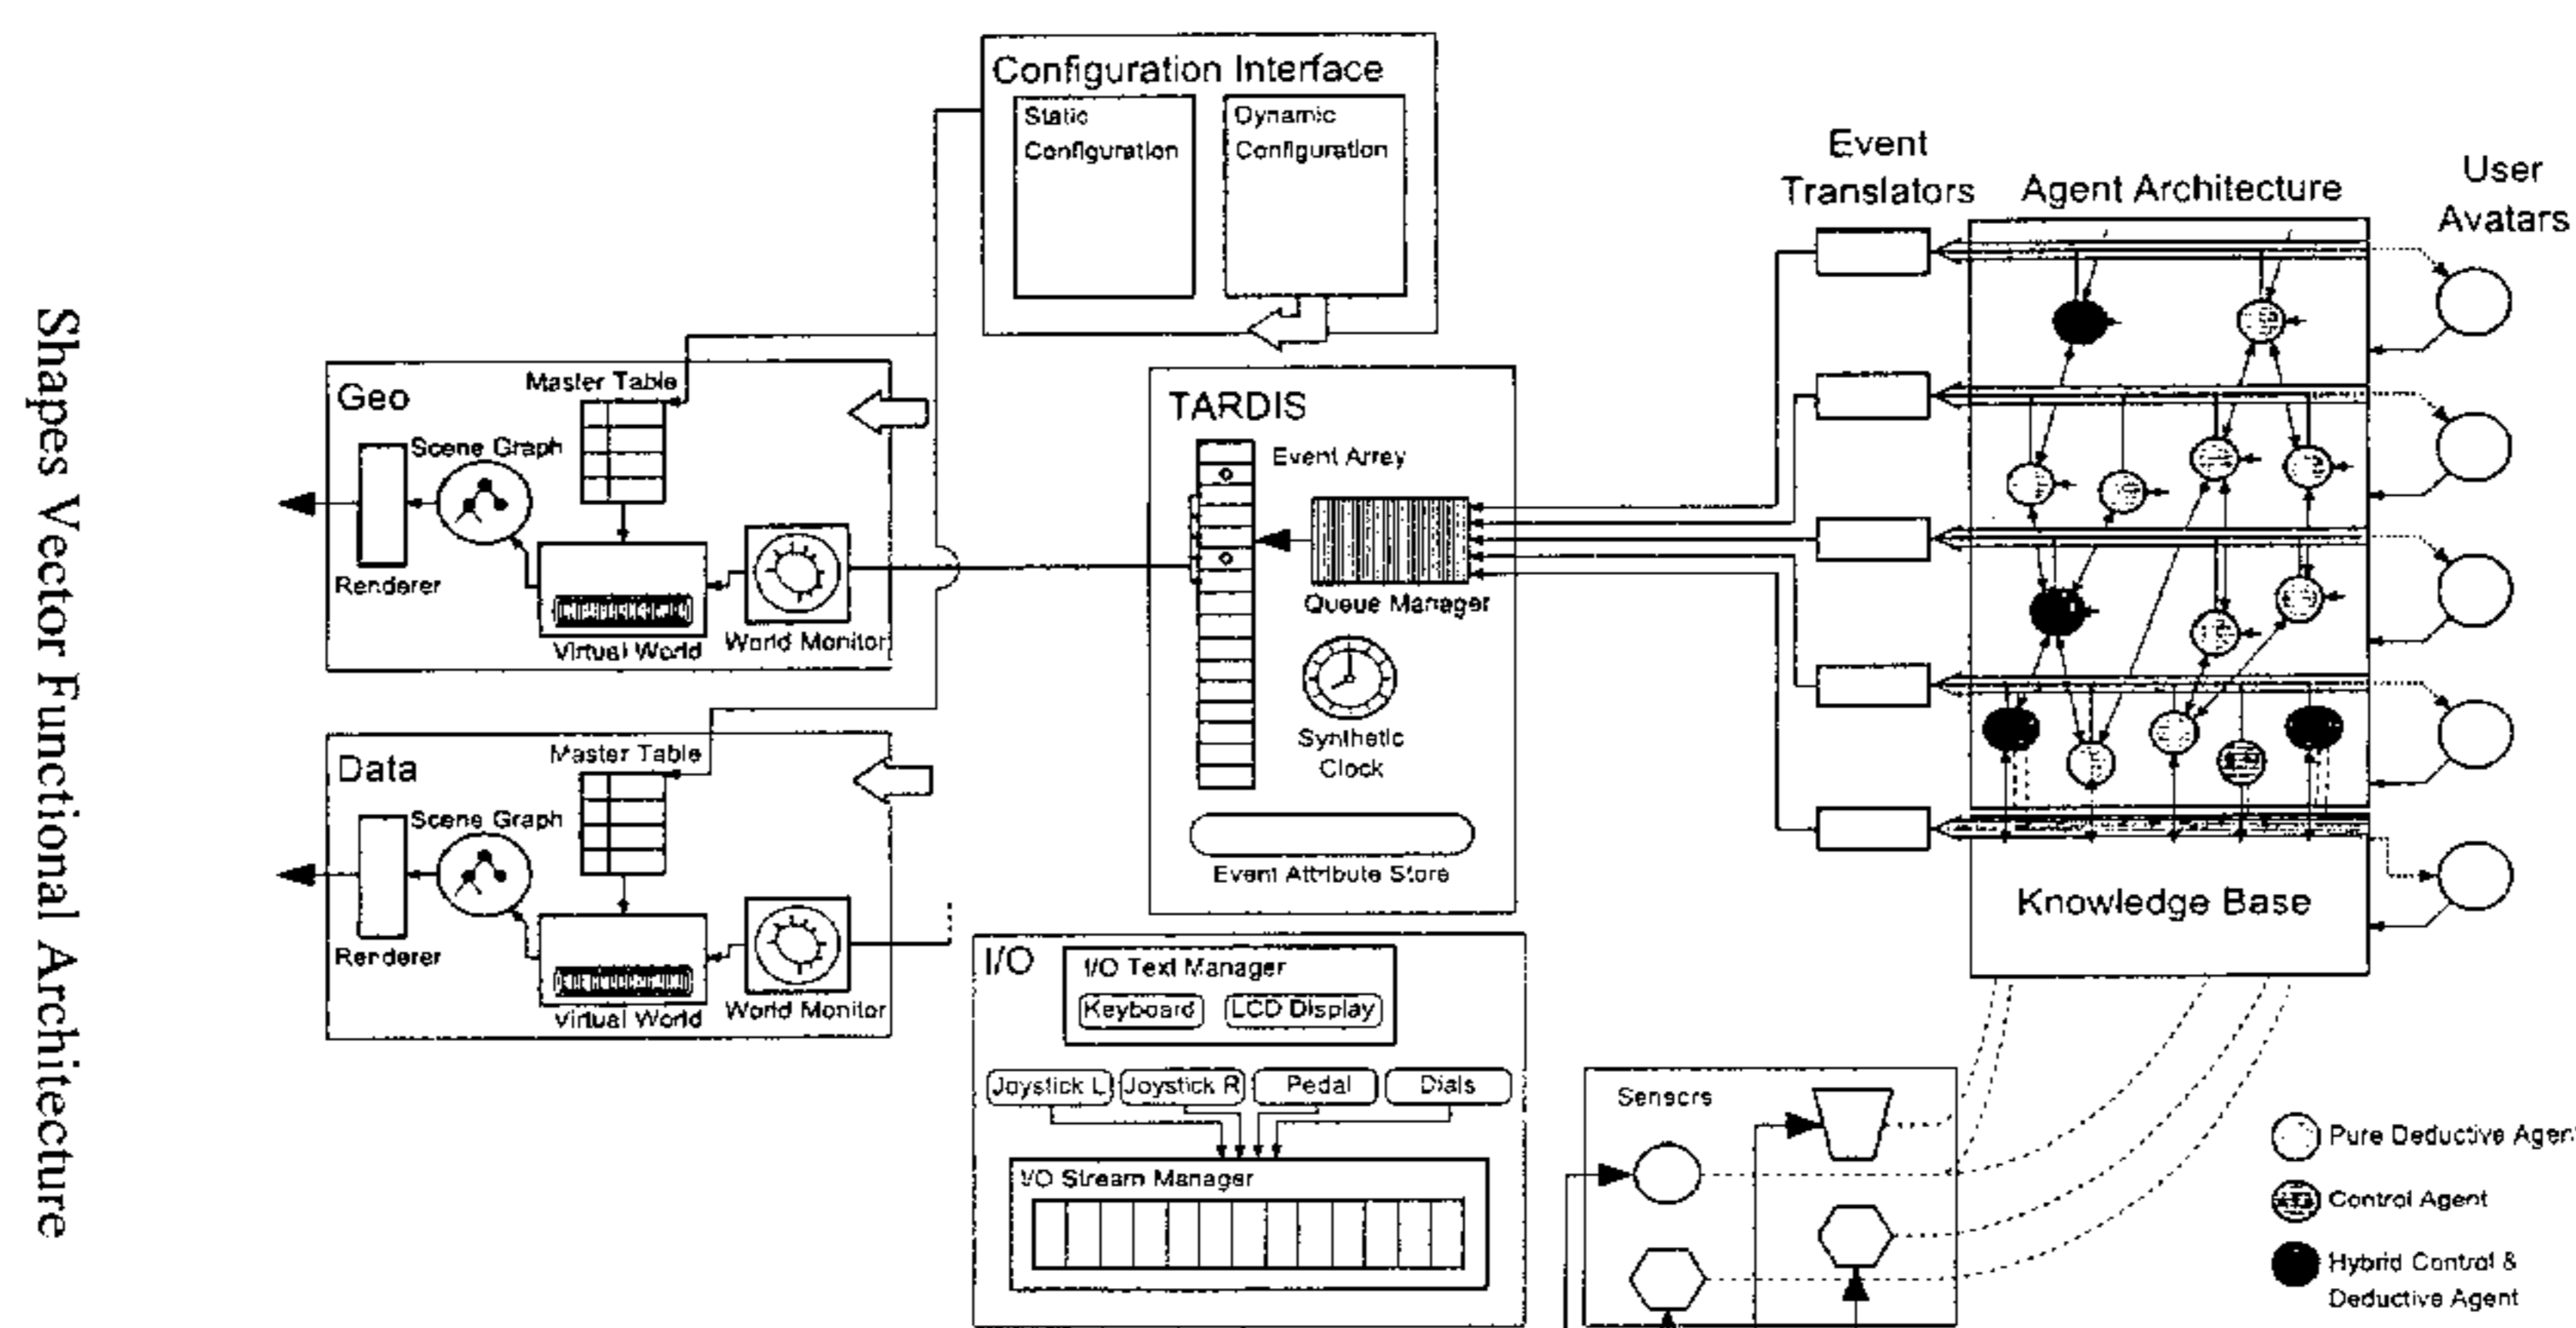 Shapes Vector Functional Architecture
Configuration Interface
Static
Configuration
Dynamic
Configuration
Event
Translators
Agent Architecture
User
Avatars
Geo
Master Table
Scene Graph
Renderer
Virtual World
World Monitor
TARDIS
Event Array
Queue Manager
Synthetic
Clock
Event Attribute Store
Data
Master Table
Scene Graph
Renderer
Virtual World
World Monitor
Knowledge Base
I/O
I/O Text Manager
Keyboard
LCD Display
Joystick L
Joystick R
Pedal
Dials
I/O Stream Manager
Sensors
Pure Deductive Agen
Control Agent
Hybrid Control &
Deductive Agent